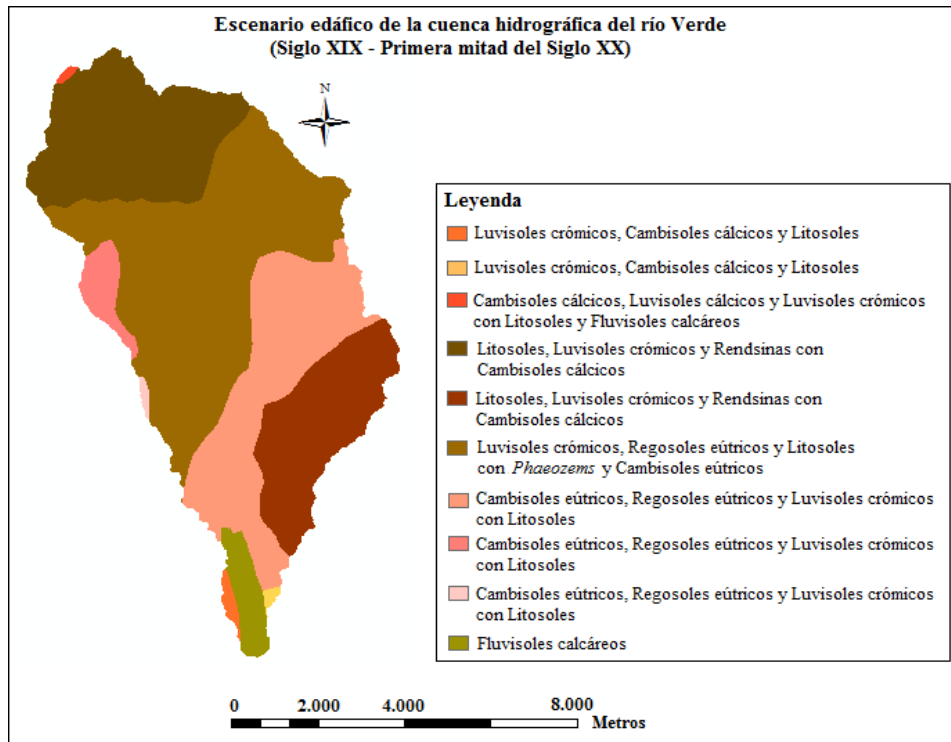 Escenario edáfico de la cuenca hidrográfica del río Verde
(Siglo XIX - Primera mitad del Siglo XX)
N
Leyenda
Luvisoles crómicos, Cambisoles cálcicos y Litosoles
Luvisoles crómicos, Cambisoles cálcicos y Litosoles
Cambisoles cálcicos, Luvisoles cálcicos y Luvisoles crómicos
con Litosoles y Fluvisoles calcáreos
Litosoles, Luvisoles crómicos y Rendsinas con
Cambisoles cálcicos
Litosoles, Luvisoles crómicos y Rendsinas con
Cambisoles cálcicos
Luvisoles crómicos, Regosoles eútricos y Litosoles
con Phaeozems y Cambisoles eútricos
Cambisoles eútricos, Regosoles eútricos y Luvisoles crómicos
con Litosoles
Cambisoles eútricos, Regosoles eútricos y Luvisoles crómicos
con Litosoles
Cambisoles eútricos, Regosoles eútricos y Luvisoles crómicos
con Litosoles
Fluvisoles calcáreos
0 2.000 4.000 8.000
Metros